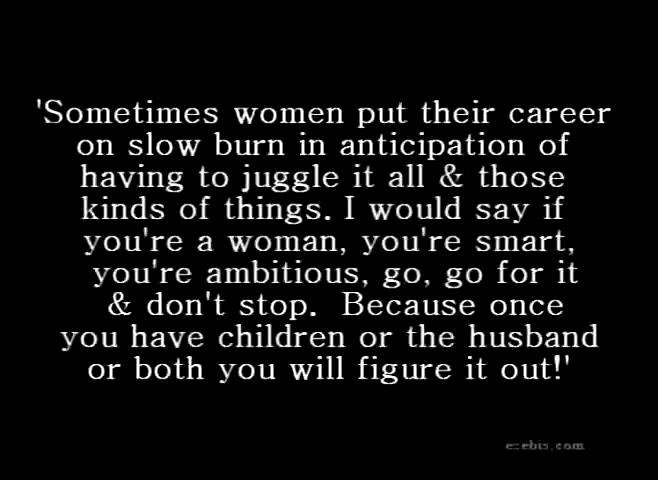 'Sometimes women put their career
on slow burn in anticipation of
having to juggle it all & those
kinds of things. I would say if
you're a woman, you're smart,
you're ambitious, go, go for it
& don't stop.  Because once
you have children or the husband
or both you will figure it out!'